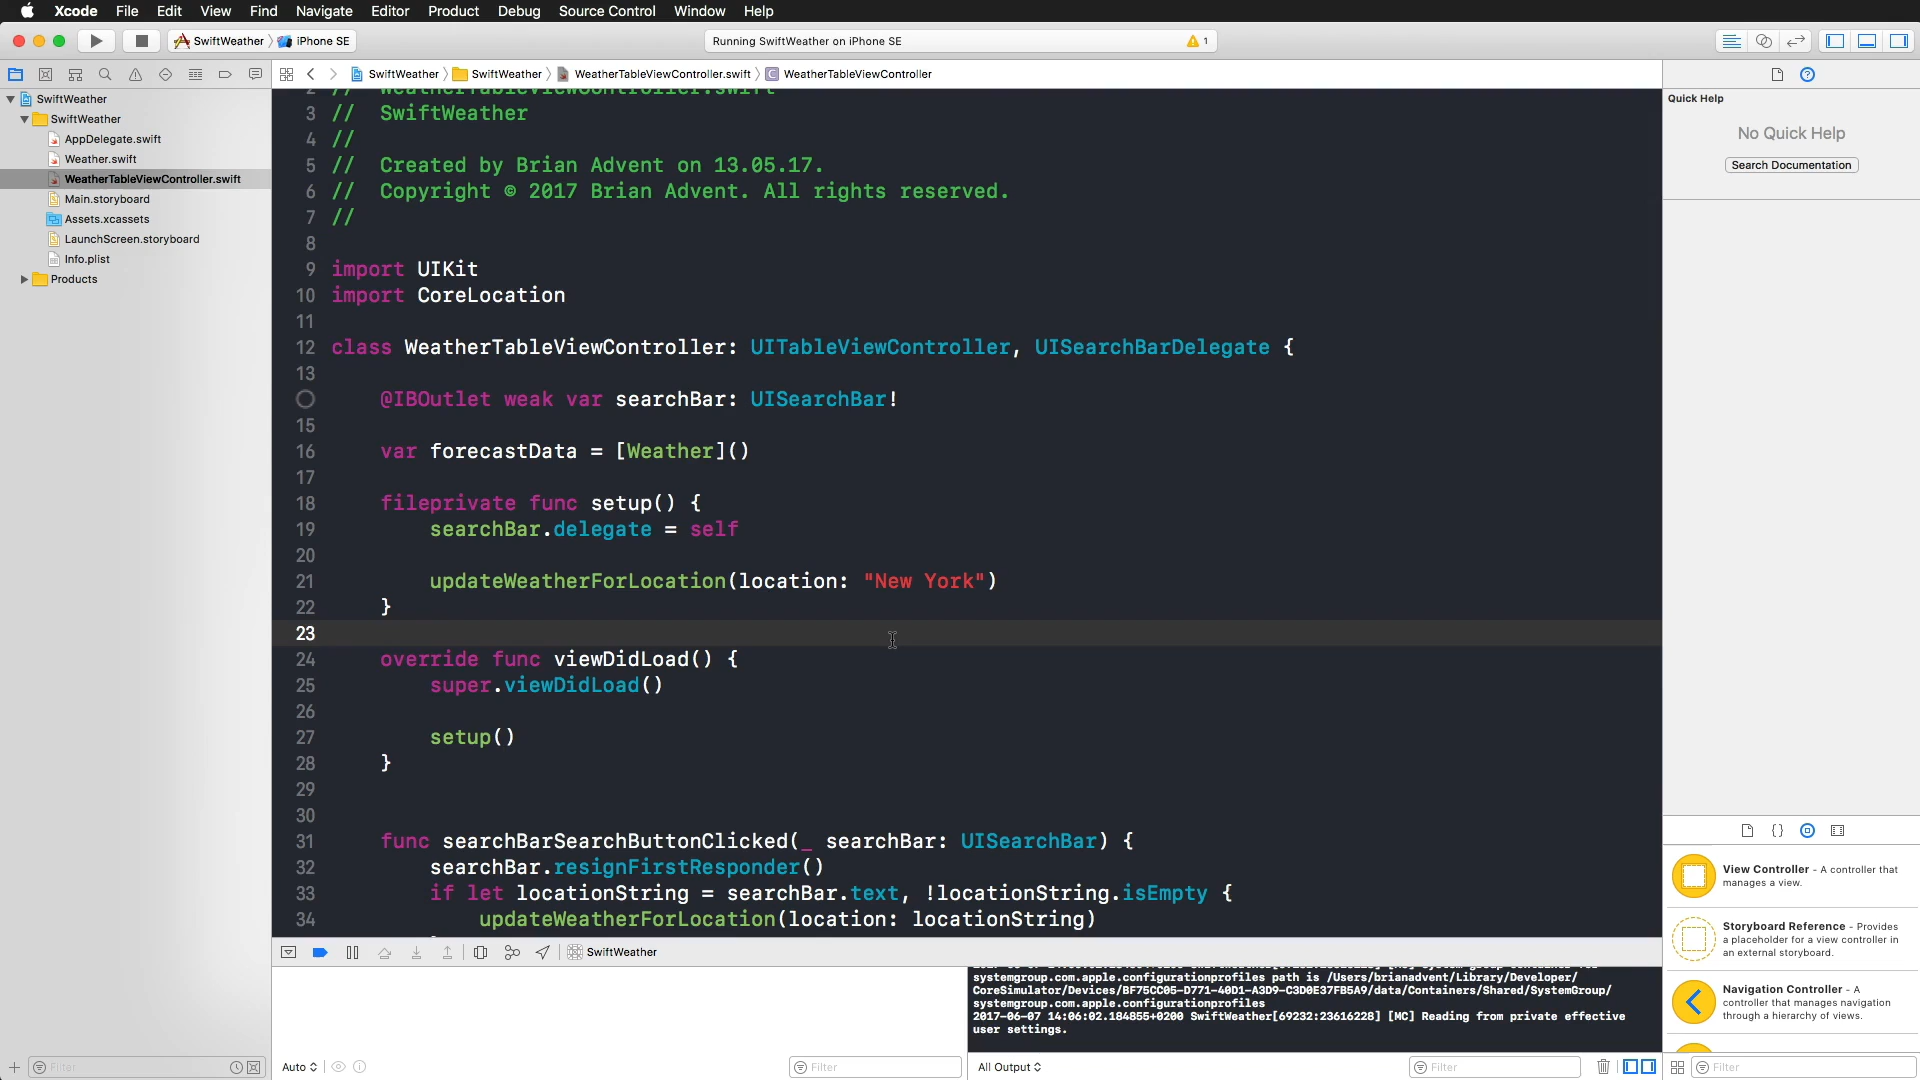 Xcode File Edit View Find Navigate Editor Product Debug Source Control Window Help
SwiftWeather iPhone SE
Running SwiftWeather on iPhone SE
1
SwiftWeather SwiftWeather WeatherTableViewController.swift C WeatherTableViewController
SwiftWeather
SwiftWeather
AppDelegate.swift
Weather.swift
WeatherTableViewController.swift
Main.storyboard
Assets.xcassets
LaunchScreen.storyboard
Info.plist
Products
2 // WeatherTableViewController.swift
3 // SwiftWeather
4 //
5 // Created by Brian Advent on 13.05.17.
6 // Copyright © 2017 Brian Advent. All rights reserved.
7 //
8
9 import UIKit
10 import CoreLocation
11
12 class WeatherTableViewController: UITableViewController, UISearchBarDelegate {
13
@IBOutlet weak var searchBar: UISearchBar!
15
16 var forecastData = [Weather]()
17
18 fileprivate func setup() {
19 searchBar.delegate = self
20
21 updateWeatherForLocation(location: "New York")
22 }
23
24 override func viewDidLoad() {
25 super.viewDidLoad()
26
27 setup()
28 }
29
30
31 func searchBarSearchButtonClicked(_ searchBar: UISearchBar) {
32 searchBar.resignFirstResponder()
33 if let locationString = searchBar.text, !locationString.isEmpty {
34 updateWeatherForLocation(location: locationString)
SwiftWeather
systemgroup.com.apple.configurationprofiles path is /Users/brianadvent/Library/Developer/
CoreSimulator/Devices/BF75CC05-D771-40D1-A3D9-C3D0E37FB5A9/data/Containers/Shared/SystemGroup/
systemgroup.com.apple.configurationprofiles
2017-06-07 14:06:02.184855+0200 SwiftWeather[69232:23616228] [MC] Reading from private effective
user settings.
Filter
Auto
Filter
All Output
Filter
Quick Help
No Quick Help
Search Documentation
{}
View Controller - A controller that
manages a view.
Storyboard Reference - Provides
a placeholder for a view controller in
an external storyboard.
Navigation Controller - A
controller that manages navigation
through a hierarchy of views.
Filter